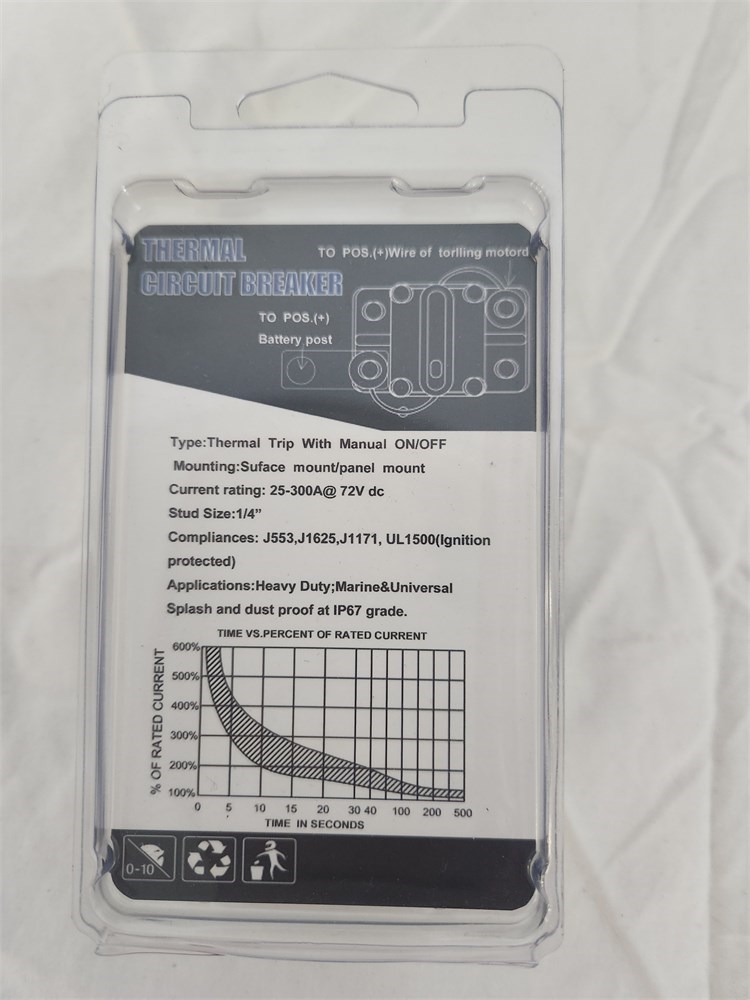 THERMAL
CIRCUIT BREAKER
TO POS.(+)Wire of torlling motord
TO POS.(+)
Battery post
Type:Thermal Trip With Manual ON/OFF
Mounting:Suface mount/panel mount
Current rating: 25-300A@ 72V dc
Stud Size:1/4”
Compliances: J553,J1625,J1171, UL1500(Ignition
protected)
Applications:Heavy Duty;Marine&Universal
Splash and dust proof at IP67 grade.
TIME VS.PERCENT OF RATED CURRENT
% OF RATED CURRENT
600%
500%
400%
300%
200%
100%
0 5 10 15 20 30 40 100 200 500
TIME IN SECONDS
0-10